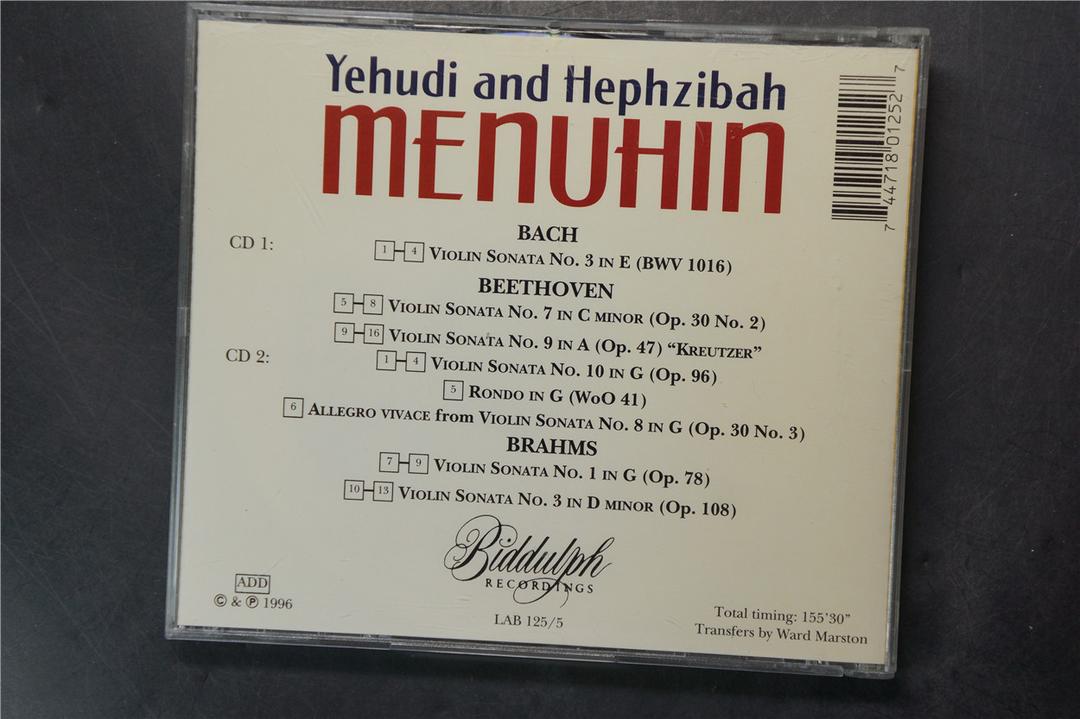 Yehudi and Hephzibah
MENUHIN
7 44718 01252 7
BACH
CD 1:
1 4 VIOLIN SONATA NO. 3 IN E (BWV 1016)
BEETHOVEN
5 8 VIOLIN SONATA NO. 7 IN C MINOR (OP. 30 NO. 2)
9 16 VIOLIN SONATA NO. 9 IN A (OP. 47) “KREUTZER”
CD 2:
1 4 VIOLIN SONATA NO. 10 IN G (OP. 96)
5 RONDO IN G (WoO 41)
6 ALLEGRO VIVACE from VIOLIN SONATA NO. 8 IN G (OP. 30 NO. 3)
BRAHMS
7 9 VIOLIN SONATA NO. 1 IN G (OP. 78)
10 13 VIOLIN SONATA NO. 3 IN D MINOR (OP. 108)
Biddulph
RECORDINGS
ADD
© & ℗ 1996
LAB 125/5
Total timing: 155'30”
Transfers by Ward Marston